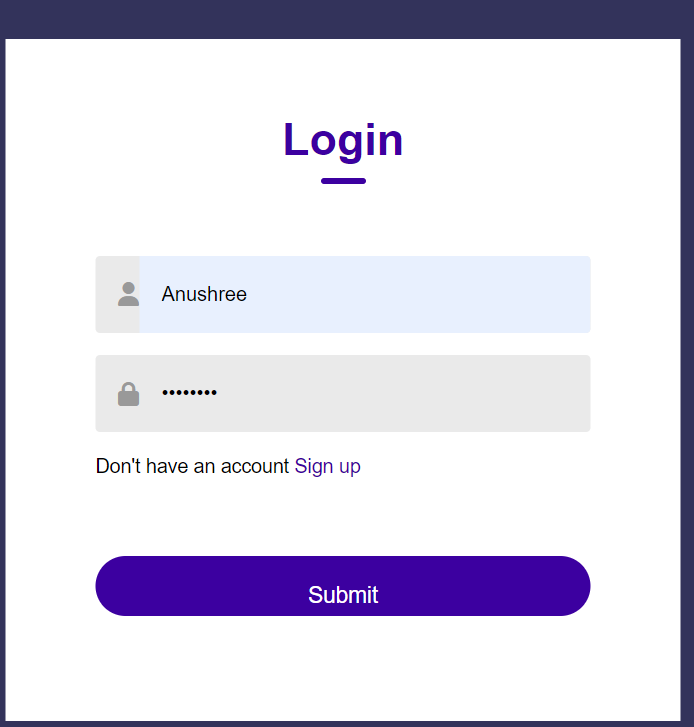 Login
Anushree
••••••••
Don't have an account Sign up
Submit